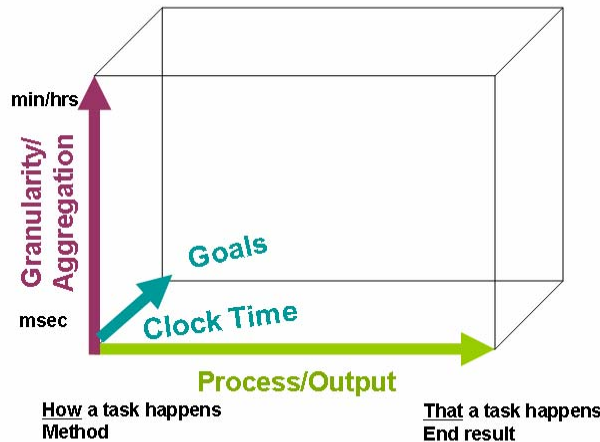 min/hrs
Granularity/
Aggregation
msec
Goals
Clock Time
Process/Output
How a task happens
Method
That a task happens
End result